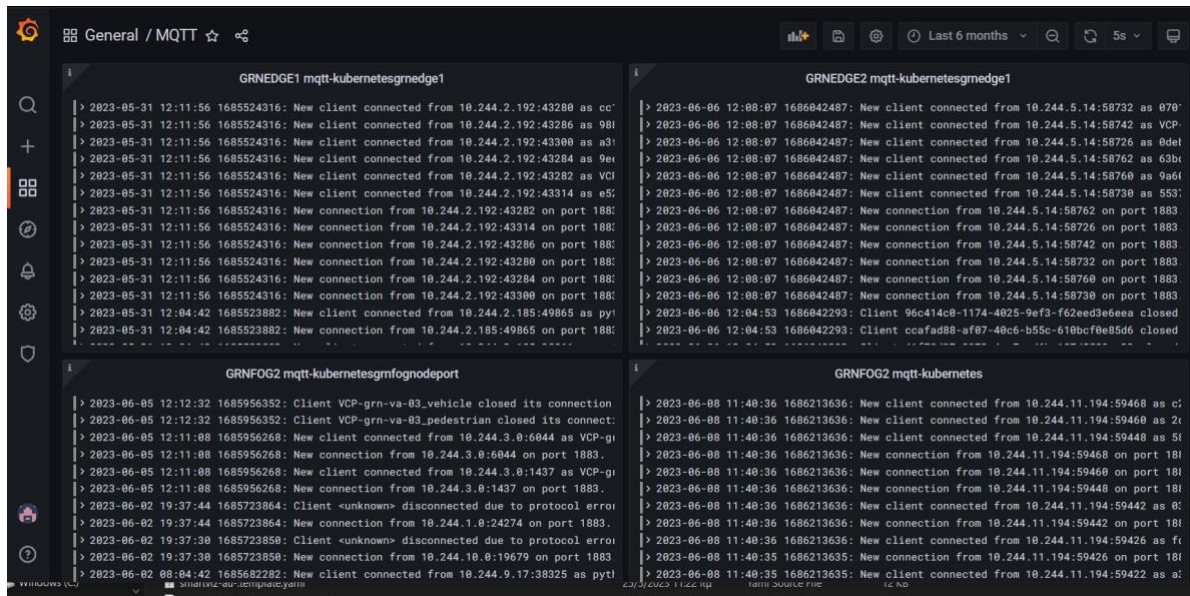 General / MQTT
Last 6 months
5s
GRNEDGE1 mqtt-kubernetesgrnedge1
> 2023-05-31 12:11:56 1685524316: New client connected from 10.244.2.192:43280 as cc
> 2023-05-31 12:11:56 1685524316: New client connected from 10.244.2.192:43286 as 98
> 2023-05-31 12:11:56 1685524316: New client connected from 10.244.2.192:43300 as a3
> 2023-05-31 12:11:56 1685524316: New client connected from 10.244.2.192:43284 as 9e
> 2023-05-31 12:11:56 1685524316: New client connected from 10.244.2.192:43282 as VC
> 2023-05-31 12:11:56 1685524316: New client connected from 10.244.2.192:43314 as e52
> 2023-05-31 12:11:56 1685524316: New connection from 10.244.2.192:43282 on port 188
> 2023-05-31 12:11:56 1685524316: New connection from 10.244.2.192:43314 on port 188
> 2023-05-31 12:11:56 1685524316: New connection from 10.244.2.192:43286 on port 188
> 2023-05-31 12:11:56 1685524316: New connection from 10.244.2.192:43280 on port 188
> 2023-05-31 12:11:56 1685524316: New connection from 10.244.2.192:43284 on port 188
> 2023-05-31 12:11:56 1685524316: New connection from 10.244.2.192:43300 on port 188
> 2023-05-31 12:04:42 1685523882: New client connected from 10.244.2.185:49865 as py
> 2023-05-31 12:04:42 1685523882: New connection from 10.244.2.185:49865 on port 188
GRNEDGE2 mqtt-kubernetesgrnedge1
> 2023-06-06 12:08:07 1686042487: New client connected from 10.244.5.14:58732 as 070
> 2023-06-06 12:08:07 1686042487: New client connected from 10.244.5.14:58742 as VCP-
> 2023-06-06 12:08:07 1686042487: New client connected from 10.244.5.14:58726 as 0de
> 2023-06-06 12:08:07 1686042487: New client connected from 10.244.5.14:58762 as 63b
> 2023-06-06 12:08:07 1686042487: New client connected from 10.244.5.14:58760 as 9a6
> 2023-06-06 12:08:07 1686042487: New client connected from 10.244.5.14:58730 as 553
> 2023-06-06 12:08:07 1686042487: New connection from 10.244.5.14:58762 on port 1883.
> 2023-06-06 12:08:07 1686042487: New connection from 10.244.5.14:58726 on port 1883.
> 2023-06-06 12:08:07 1686042487: New connection from 10.244.5.14:58742 on port 1883.
> 2023-06-06 12:08:07 1686042487: New connection from 10.244.5.14:58732 on port 1883.
> 2023-06-06 12:08:07 1686042487: New connection from 10.244.5.14:58760 on port 1883.
> 2023-06-06 12:08:07 1686042487: New connection from 10.244.5.14:58730 on port 1883.
> 2023-06-06 12:04:53 1686042293: Client 96c414c0-1174-4025-9ef3-f62eed3e6eea closed
> 2023-06-06 12:04:53 1686042293: Client ccafad88-af07-40c6-b55c-610bcf0e85d6 closed
GRNFOG2 mqtt-kubernetesgrnfognodeport
> 2023-06-05 12:12:32 1685956352: Client VCP-grn-va-03_vehicle closed its connection
> 2023-06-05 12:12:32 1685956352: Client VCP-grn-va-03_pedestrian closed its connect
> 2023-06-05 12:11:08 1685956268: New client connected from 10.244.3.0:6044 as VCP-g
> 2023-06-05 12:11:08 1685956268: New connection from 10.244.3.0:6044 on port 1883.
> 2023-06-05 12:11:08 1685956268: New client connected from 10.244.3.0:1437 as VCP-g
> 2023-06-05 12:11:08 1685956268: New connection from 10.244.3.0:1437 on port 1883.
> 2023-06-02 19:37:44 1685723864: Client <unknown> disconnected due to protocol erro
> 2023-06-02 19:37:44 1685723864: New connection from 10.244.1.0:24274 on port 1883.
> 2023-06-02 19:37:30 1685723850: Client <unknown> disconnected due to protocol erro
> 2023-06-02 19:37:30 1685723850: New connection from 10.244.10.0:19679 on port 1883
> 2023-06-02 08:04:42 1685682282: New client connected from 10.244.9.17:38325 as pyt
GRNFOG2 mqtt-kubernetes
> 2023-06-08 11:40:36 1686213636: New client connected from 10.244.11.194:59468 as c
> 2023-06-08 11:40:36 1686213636: New client connected from 10.244.11.194:59460 as 2
> 2023-06-08 11:40:36 1686213636: New client connected from 10.244.11.194:59448 as 5
> 2023-06-08 11:40:36 1686213636: New connection from 10.244.11.194:59468 on port 18
> 2023-06-08 11:40:36 1686213636: New connection from 10.244.11.194:59460 on port 18
> 2023-06-08 11:40:36 1686213636: New connection from 10.244.11.194:59448 on port 18
> 2023-06-08 11:40:36 1686213636: New client connected from 10.244.11.194:59442 as 0
> 2023-06-08 11:40:36 1686213636: New connection from 10.244.11.194:59442 on port 18
> 2023-06-08 11:40:36 1686213636: New client connected from 10.244.11.194:59426 as f
> 2023-06-08 11:40:35 1686213635: New connection from 10.244.11.194:59426 on port 18
> 2023-06-08 11:40:35 1686213635: New client connected from 10.244.11.194:59422 as a